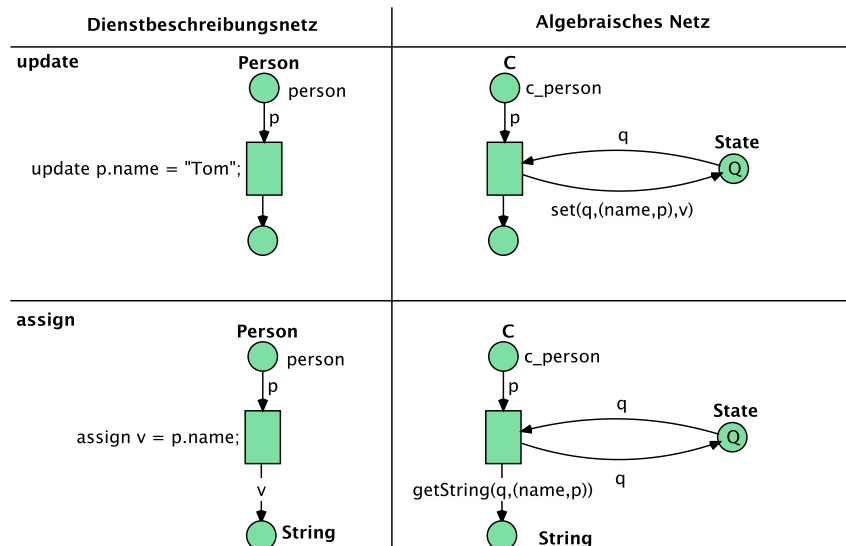 Dienstbeschreibungsnetz
Algebraisches Netz
update
Person
person
p
update p.name = "Tom";
C
c_person
p
q
State
Q
set(q,(name,p),v)
assign
Person
person
p
assign v = p.name;
v
String
C
c_person
p
q
State
Q
q
getString(q,(name,p))
String